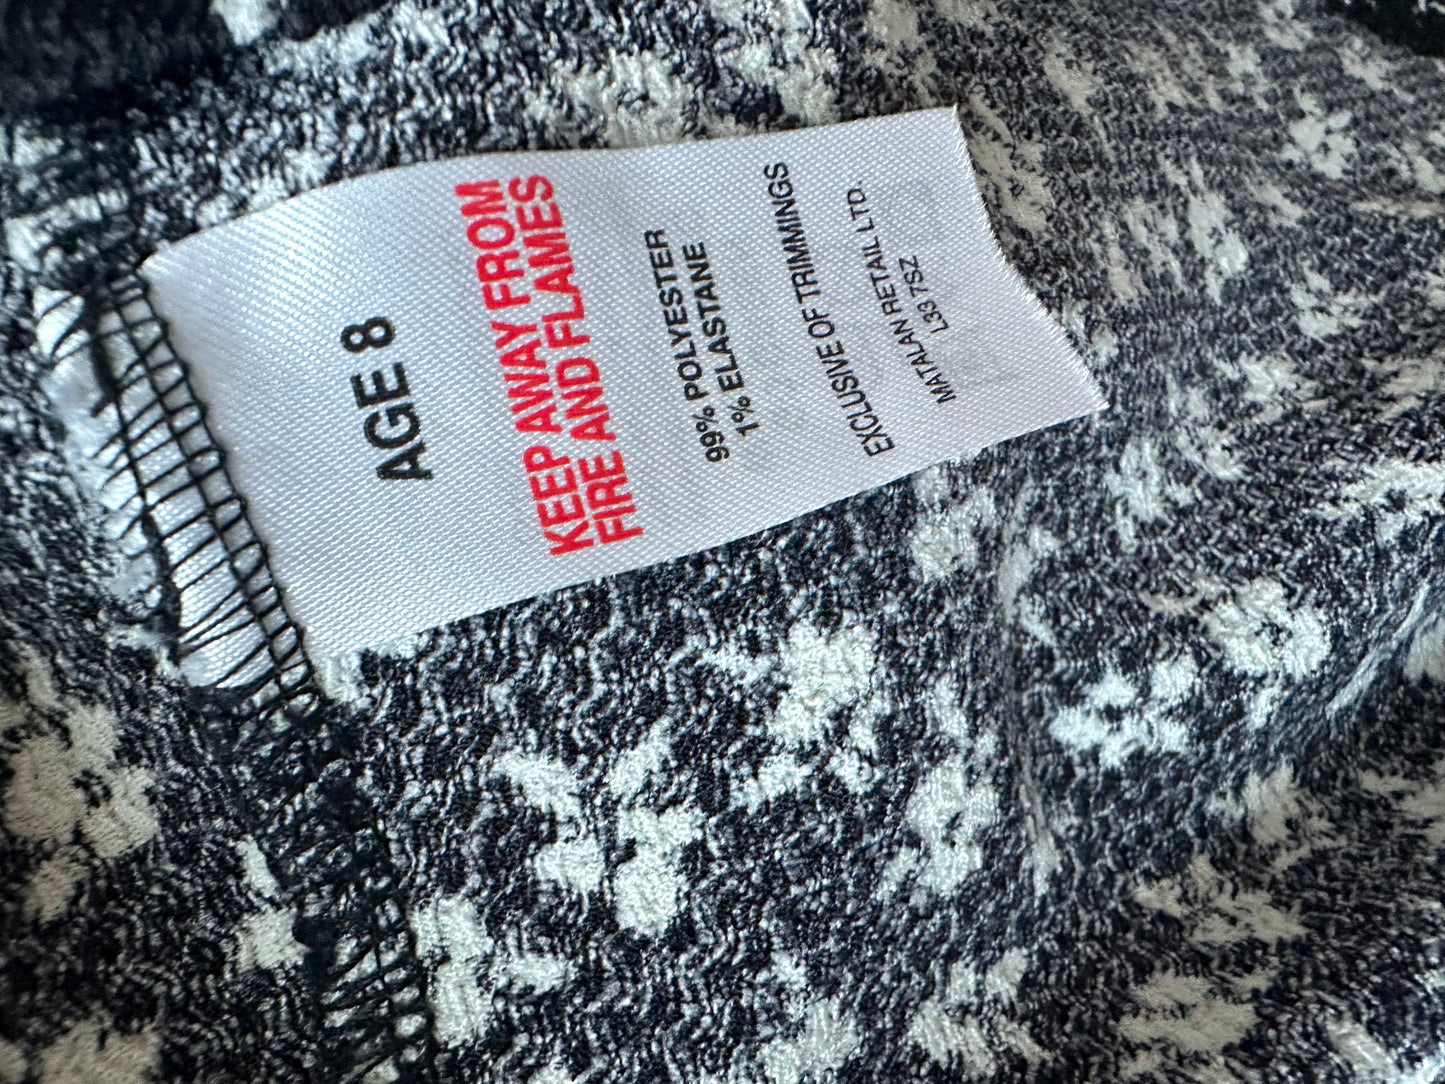 AGE 8
KEEP AWAY FROM
FIRE AND FLAMES
99% POLYESTER
1% ELASTANE
EXCLUSIVE OF TRIMMINGS
MATALAN RETAIL LTD.
L33 7SZ